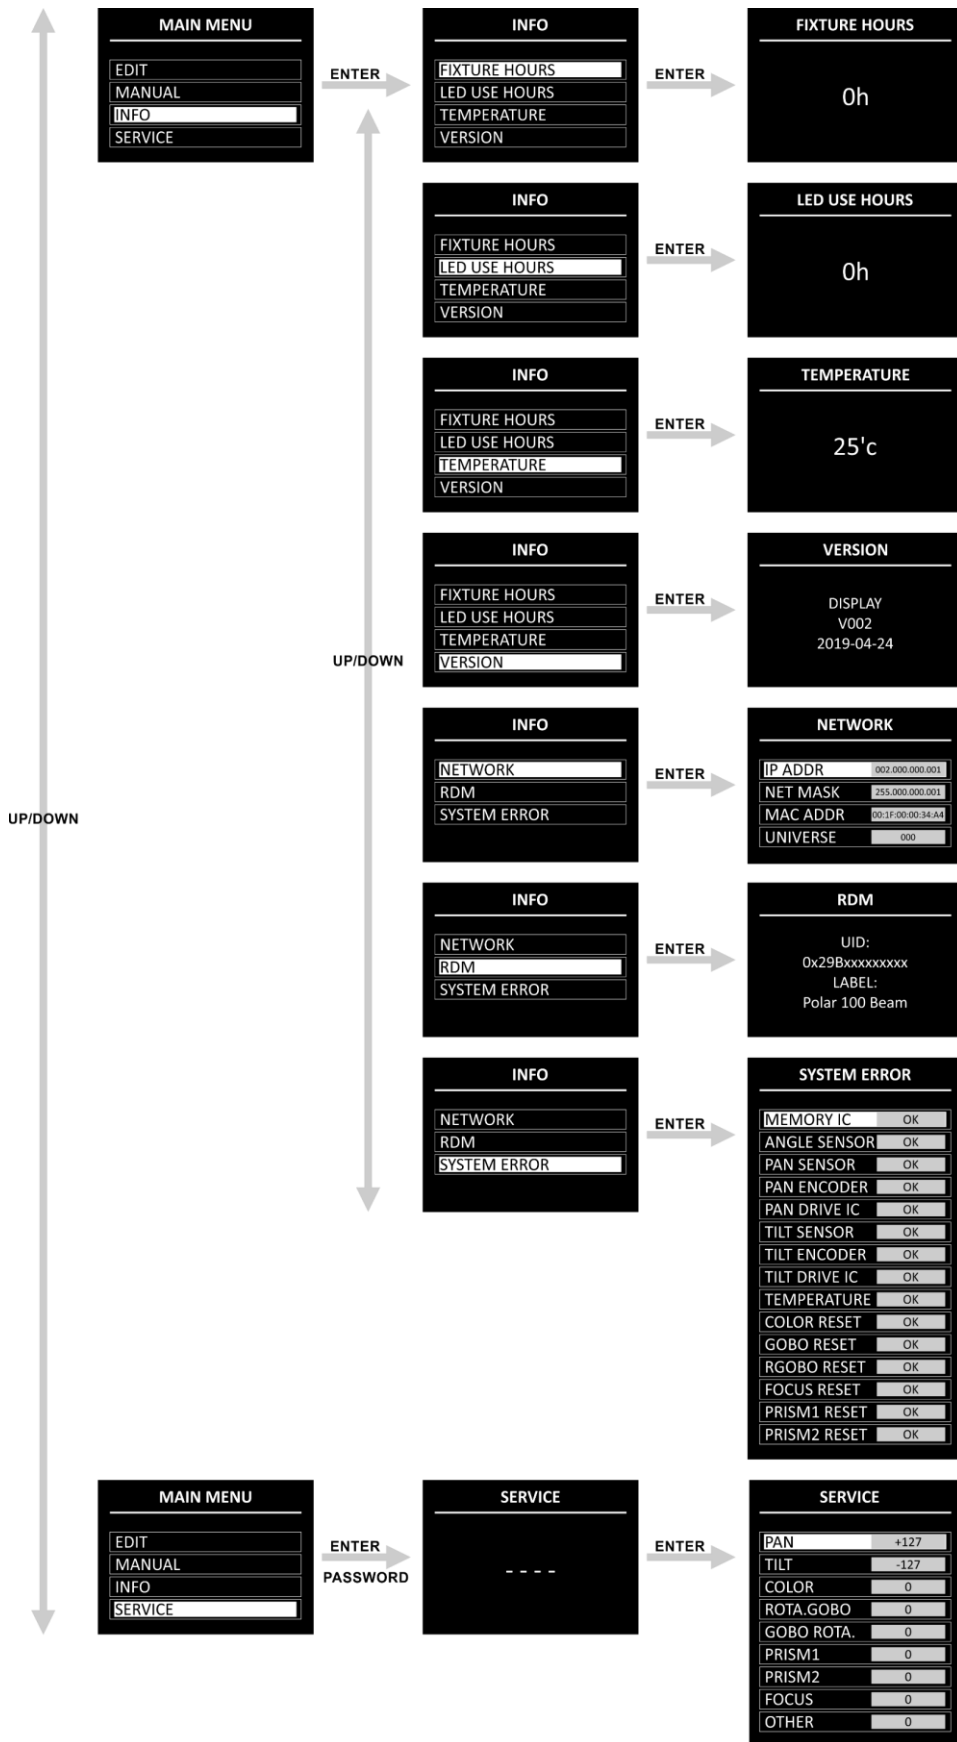 MAIN MENU
EDIT
MANUAL
INFO
SERVICE
ENTER
INFO
FIXTURE HOURS
LED USE HOURS
TEMPERATURE
VERSION
ENTER
FIXTURE HOURS
0h
INFO
FIXTURE HOURS
LED USE HOURS
TEMPERATURE
VERSION
ENTER
LED USE HOURS
0h
INFO
FIXTURE HOURS
LED USE HOURS
TEMPERATURE
VERSION
ENTER
TEMPERATURE
25'c
INFO
FIXTURE HOURS
LED USE HOURS
TEMPERATURE
VERSION
ENTER
VERSION
DISPLAY
V002
2019-04-24
UP/DOWN
INFO
NETWORK
RDM
SYSTEM ERROR
ENTER
NETWORK
IP ADDR 002.000.000.001
NET MASK 255.000.000.001
MAC ADDR 00:1F:00:00:34:A4
UNIVERSE 000
UP/DOWN
INFO
NETWORK
RDM
SYSTEM ERROR
ENTER
RDM
UID:
0x29Bxxxxxxxxx
LABEL:
Polar 100 Beam
INFO
NETWORK
RDM
SYSTEM ERROR
ENTER
SYSTEM ERROR
MEMORY IC OK
ANGLE SENSOR OK
PAN SENSOR OK
PAN ENCODER OK
PAN DRIVE IC OK
TILT SENSOR OK
TILT ENCODER OK
TILT DRIVE IC OK
TEMPERATURE OK
COLOR RESET OK
GOBO RESET OK
RGOBO RESET OK
FOCUS RESET OK
PRISM1 RESET OK
PRISM2 RESET OK
MAIN MENU
EDIT
MANUAL
INFO
SERVICE
ENTER
PASSWORD
SERVICE
- - - -
ENTER
SERVICE
PAN +127
TILT -127
COLOR 0
ROTA.GOBO 0
GOBO ROTA. 0
PRISM1 0
PRISM2 0
FOCUS 0
OTHER 0